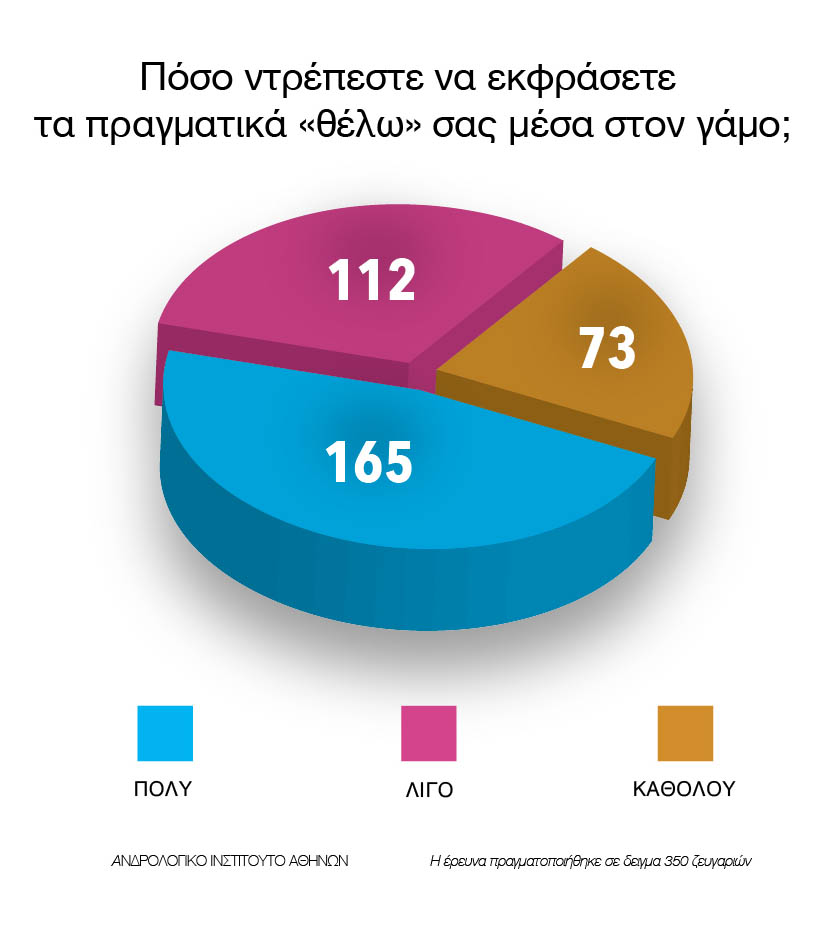 Πόσο ντρέπεστε να εκφράσετε
τα πραγματικά «θέλω» σας μέσα στον γάμο;
112
73
165
ΠΟΛΥ
ΛΙΓΟ
ΚΑΘΟΛΟΥ
ΑΝΔΡΟΛΟΓΙΚΟ ΙΝΣΤΙΤΟΥΤΟ ΑΘΗΝΩΝ
Η έρευνα πραγματοποιήθηκε σε δειγμα 350 ζευγαριών